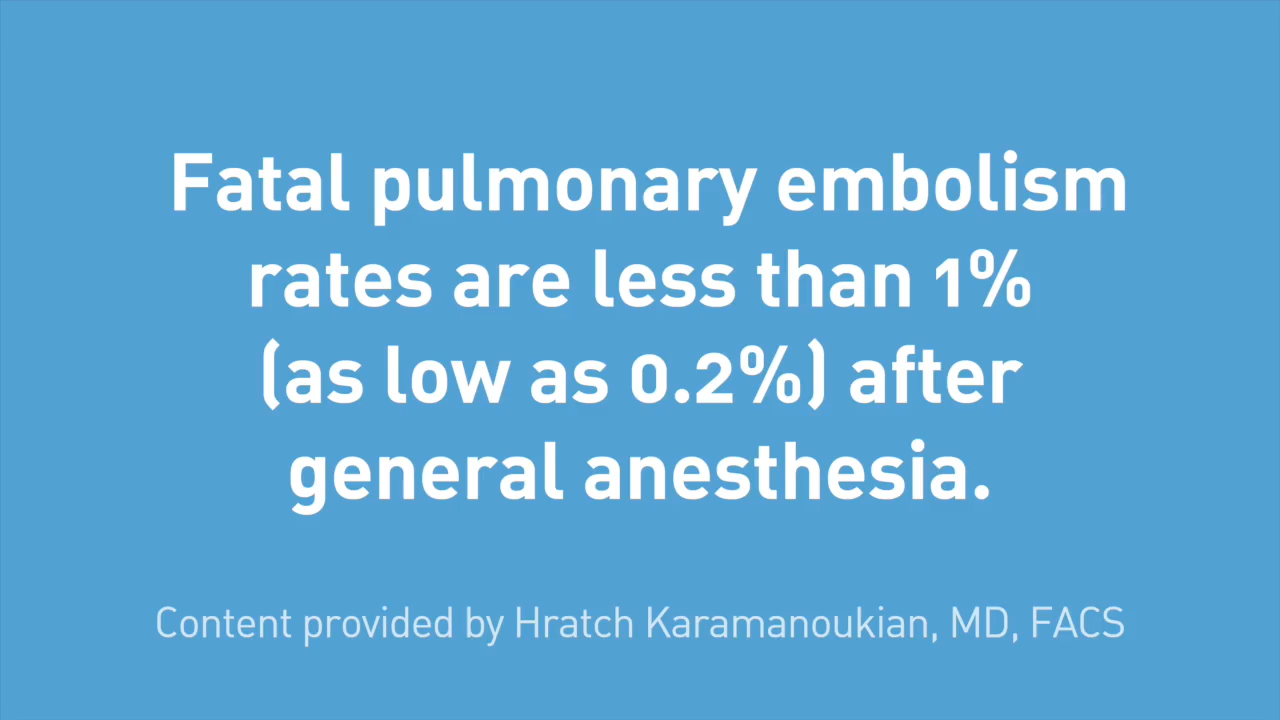 Fatal pulmonary embolism
rates are less than 1%
(as low as 0.2%) after
general anesthesia.
Content provided by Hratch Karamanoukian, MD, FACS